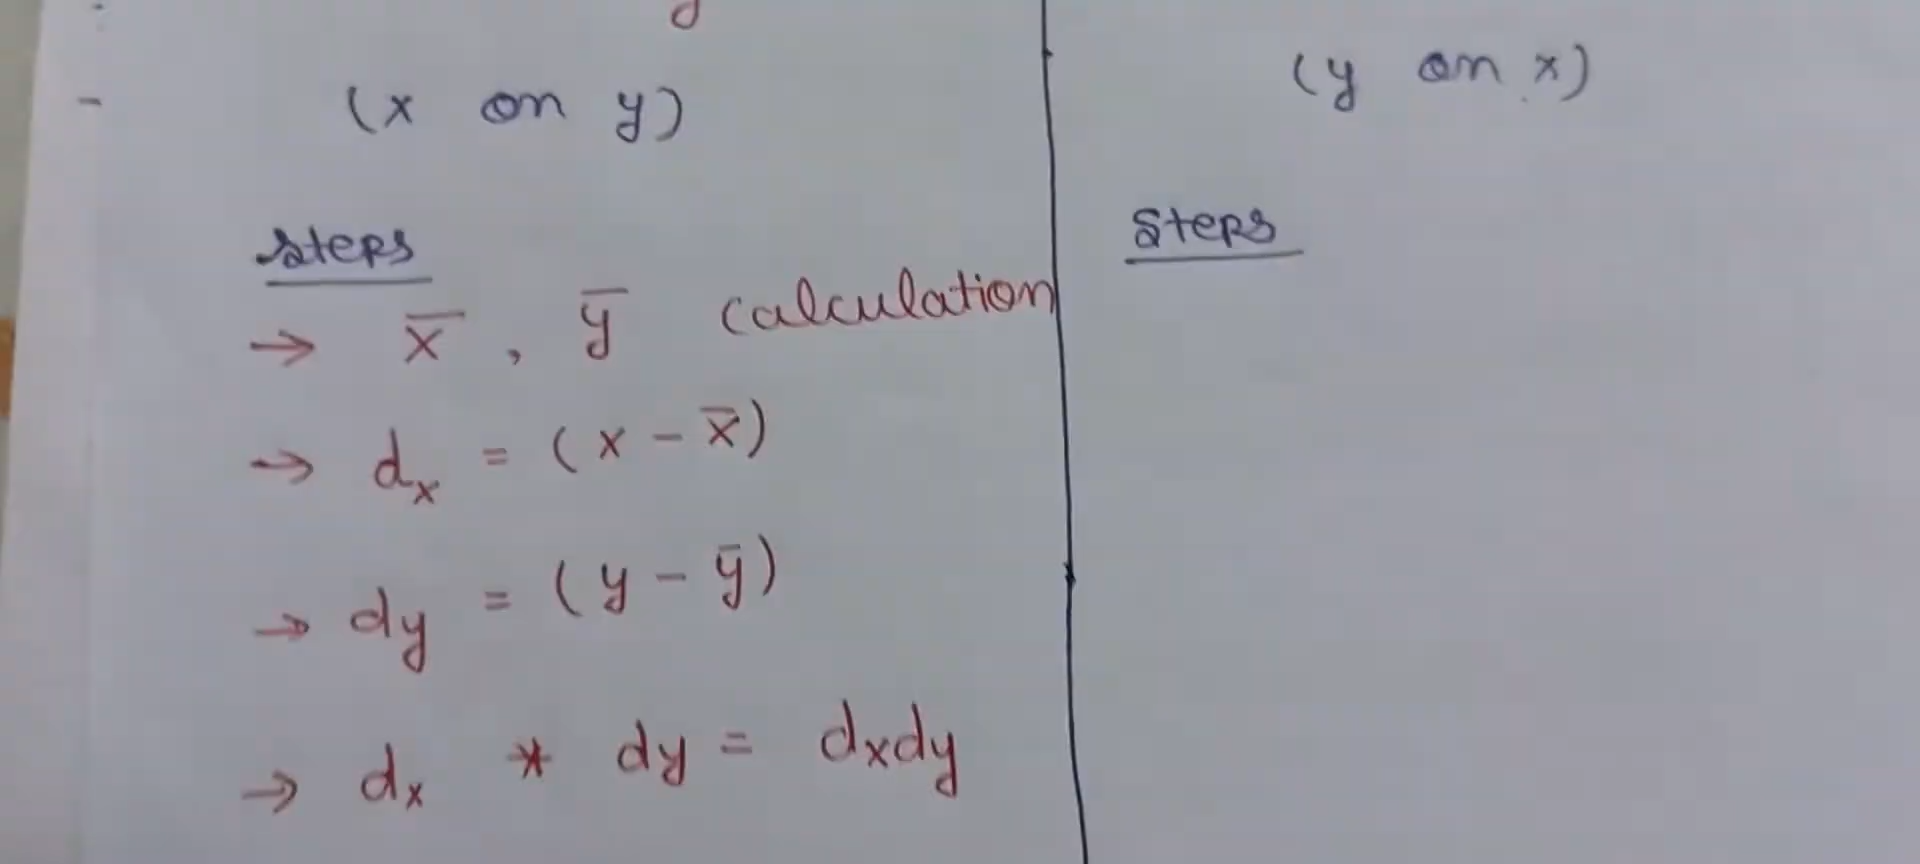 (x on y)
steps
→ x̅ , y̅ calculation
→ dₓ = (x - x̅)
→ dy = (y - y̅)
→ dₓ * dy = dₓdy
(y on x)
Steps